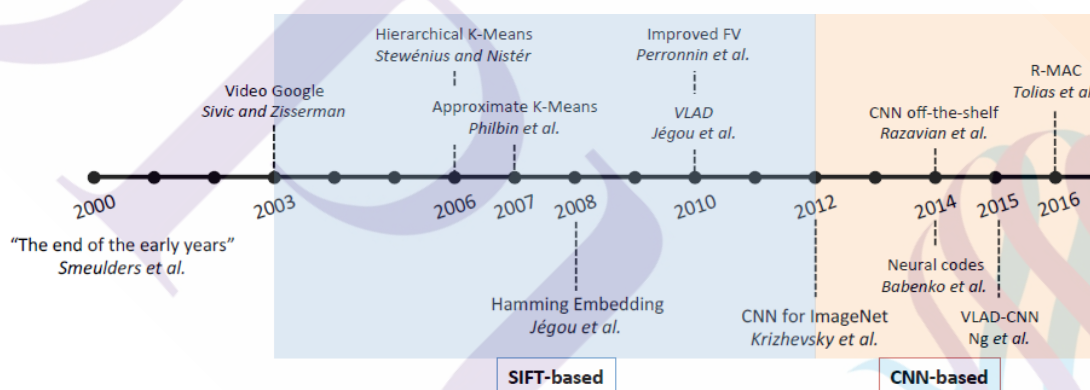 Hierarchical K-Means
Stewénius and Nistér
Improved FV
Perronnin et al.
R-MAC
Tolias et al
Video Google
Sivic and Zisserman
Approximate K-Means
Philbin et al.
VLAD
Jégou et al.
CNN off-the-shelf
Razavian et al.
2000
2003
2006
2007
2008
2010
2012
2014
2015
2016
“The end of the early years”
Smeulders et al.
Hamming Embedding
Jégou et al.
CNN for ImageNet
Krizhevsky et al.
Neural codes
Babenko et al.
VLAD-CNN
Ng et al.
SIFT-based
CNN-based